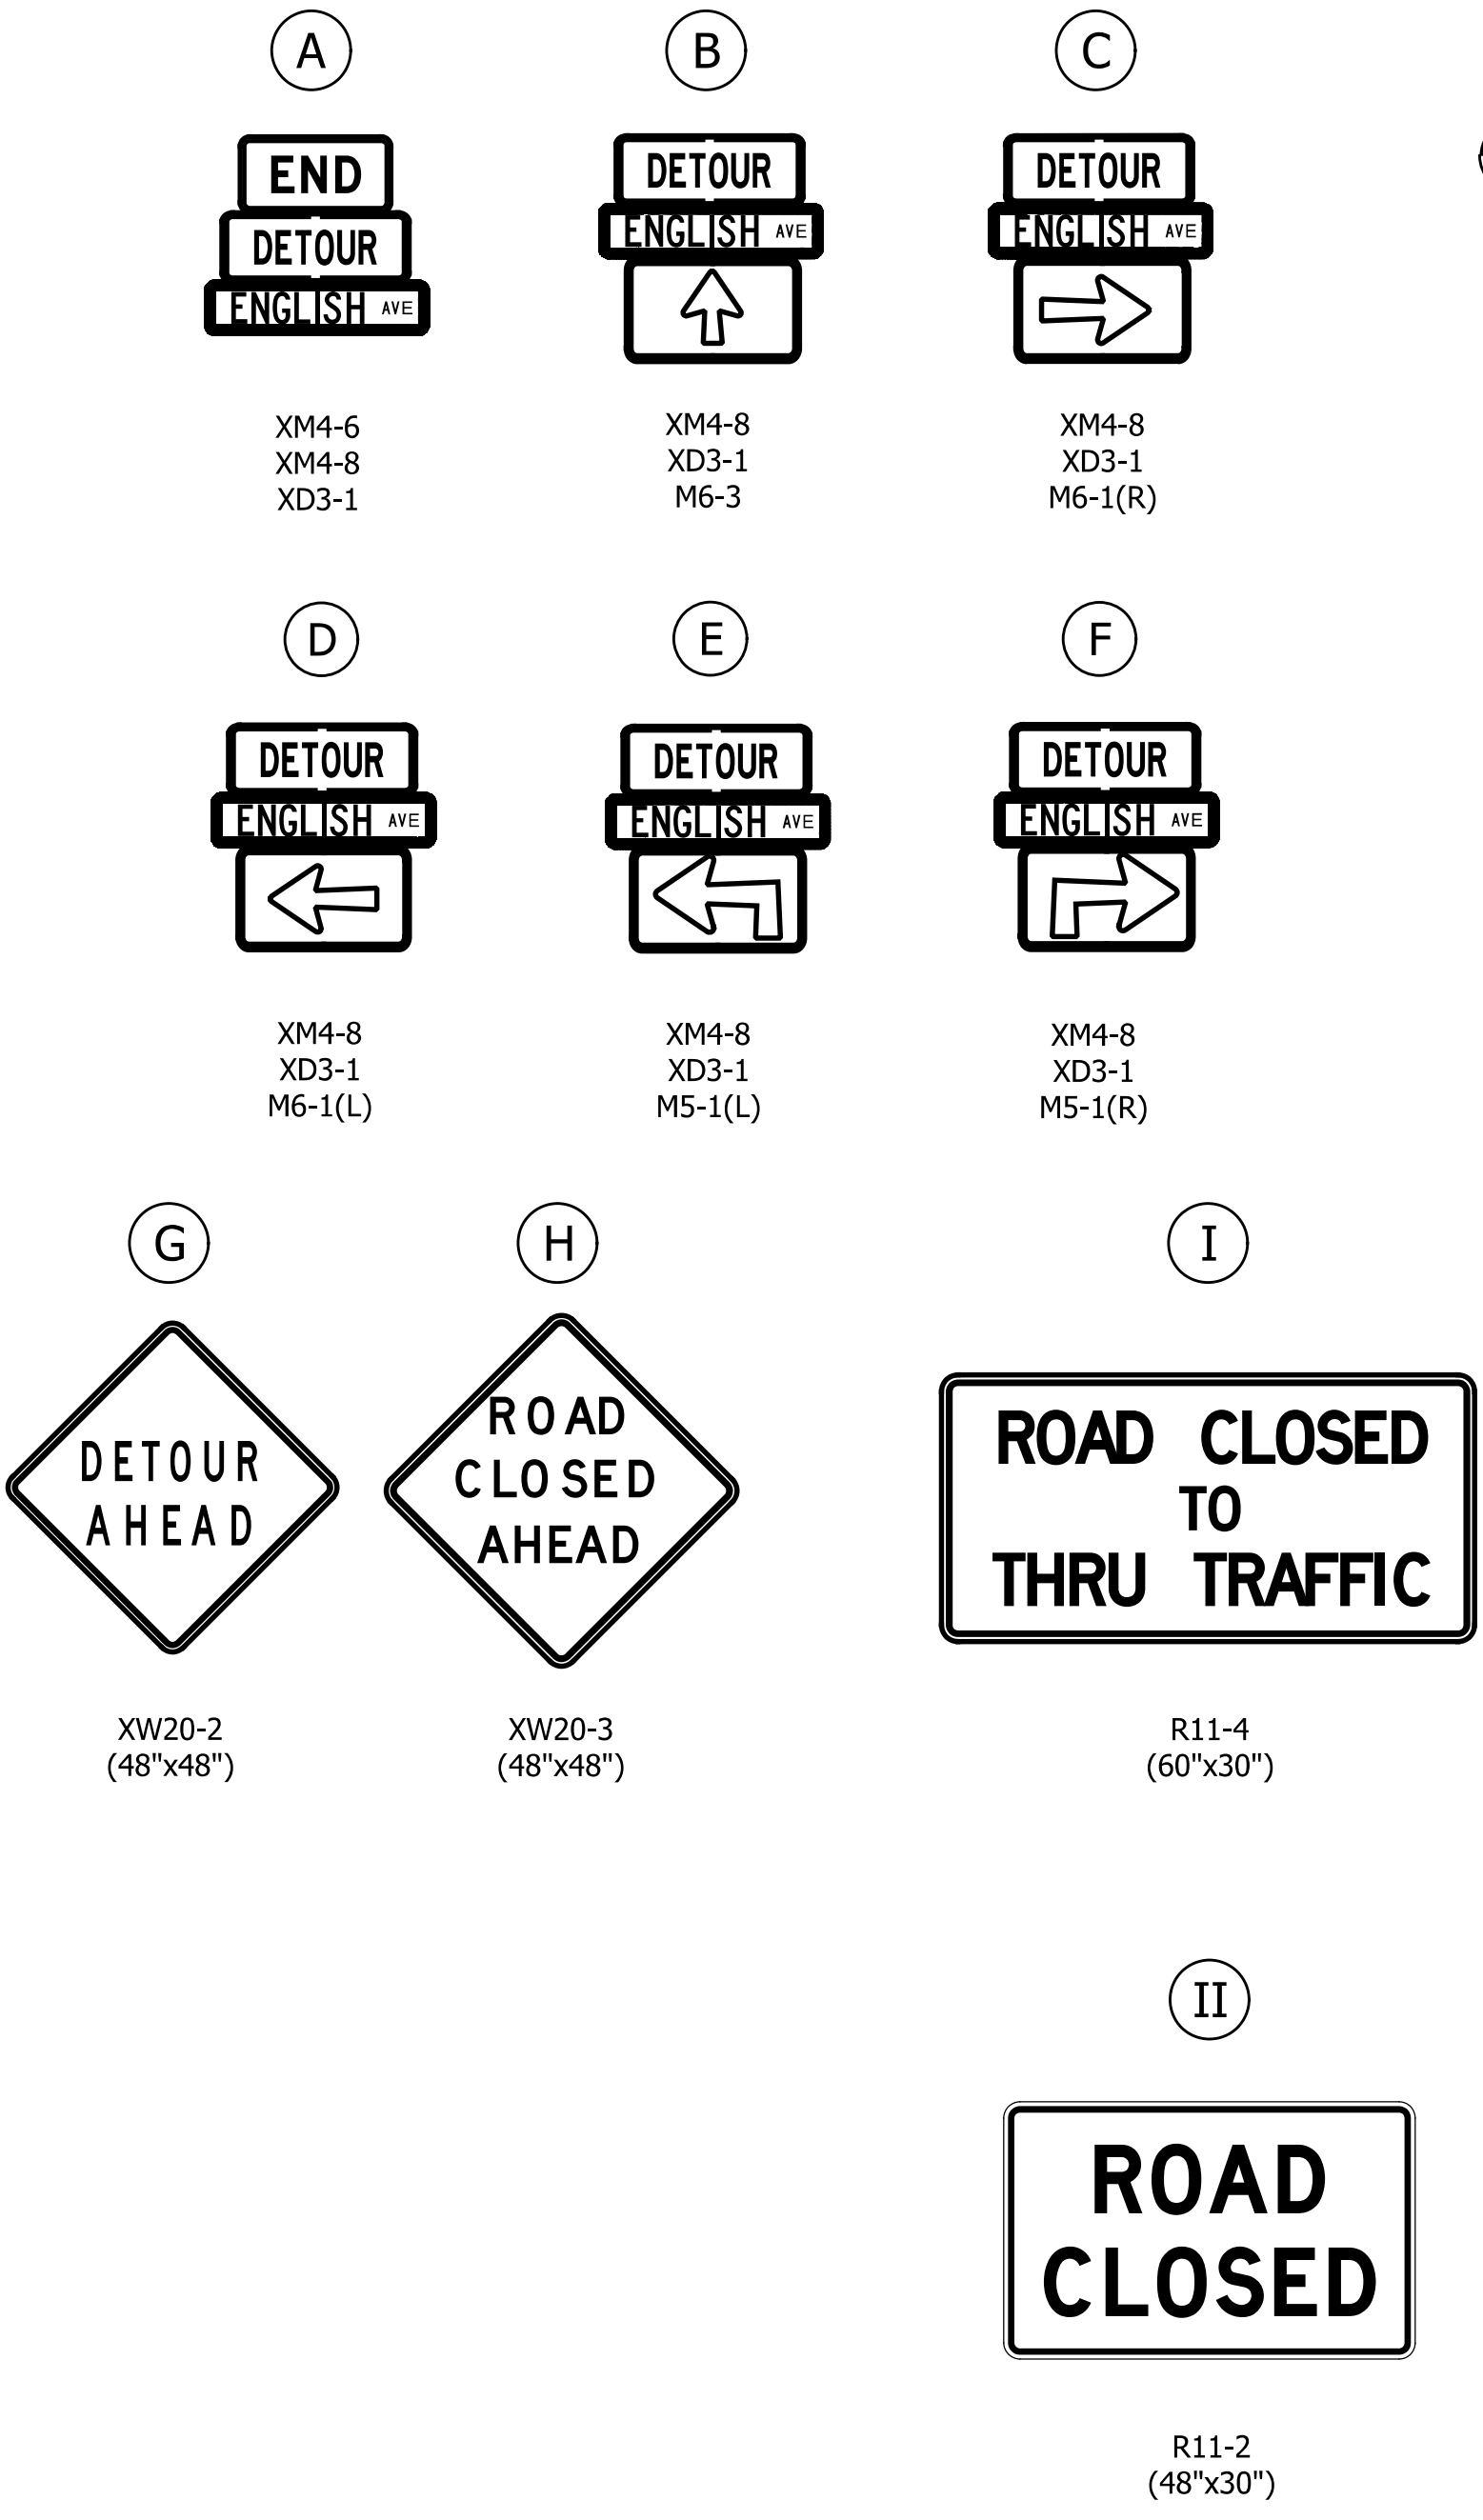 A
B
C
END
DETOUR
ENGLISH AVE
DETOUR
ENGLISH AVE
DETOUR
ENGLISH AVE
XM4-6
XM4-8
XD3-1
XM4-8
XD3-1
M6-3
XM4-8
XD3-1
M6-1(R)
D
E
F
DETOUR
ENGLISH AVE
DETOUR
ENGLISH AVE
DETOUR
ENGLISH AVE
XM4-8
XD3-1
M6-1(L)
XM4-8
XD3-1
M5-1(L)
XM4-8
XD3-1
M5-1(R)
G
H
I
DETOUR
AHEAD
ROAD
CLOSED
AHEAD
ROAD CLOSED
TO
THRU TRAFFIC
XW20-2
(48"x48")
XW20-3
(48"x48")
R11-4
(60"x30")
II
ROAD
CLOSED
R11-2
(48"x30")